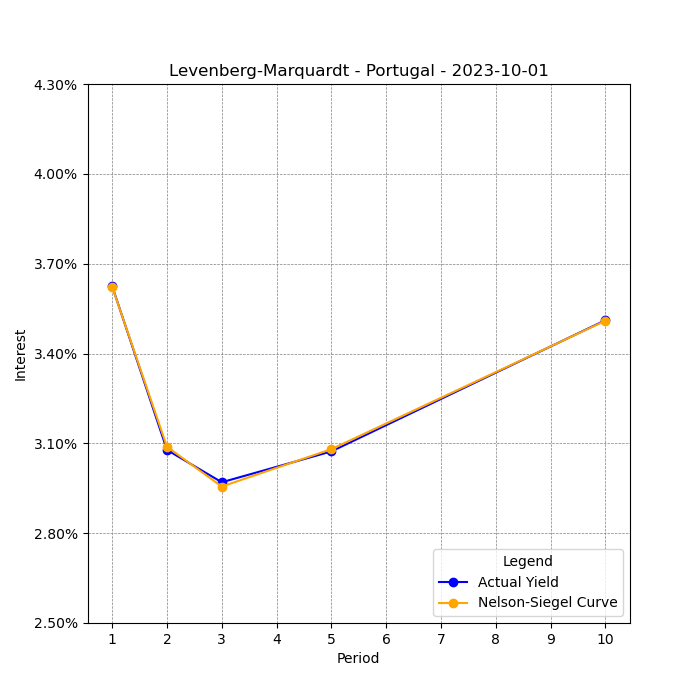 Levenberg-Marquardt - Portugal - 2023-10-01
4.30%
4.00%
3.70%
3.40%
3.10%
2.80%
2.50%
Interest
1 2 3 4 5 6 7 8 9 10
Period
Legend
Actual Yield
Nelson-Siegel Curve